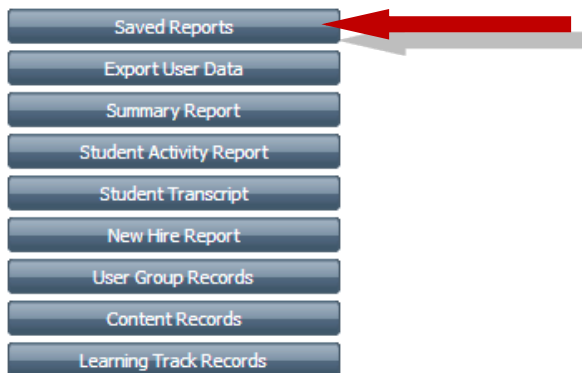 Saved Reports
Export User Data
Summary Report
Student Activity Report
Student Transcript
New Hire Report
User Group Records
Content Records
Learning Track Records